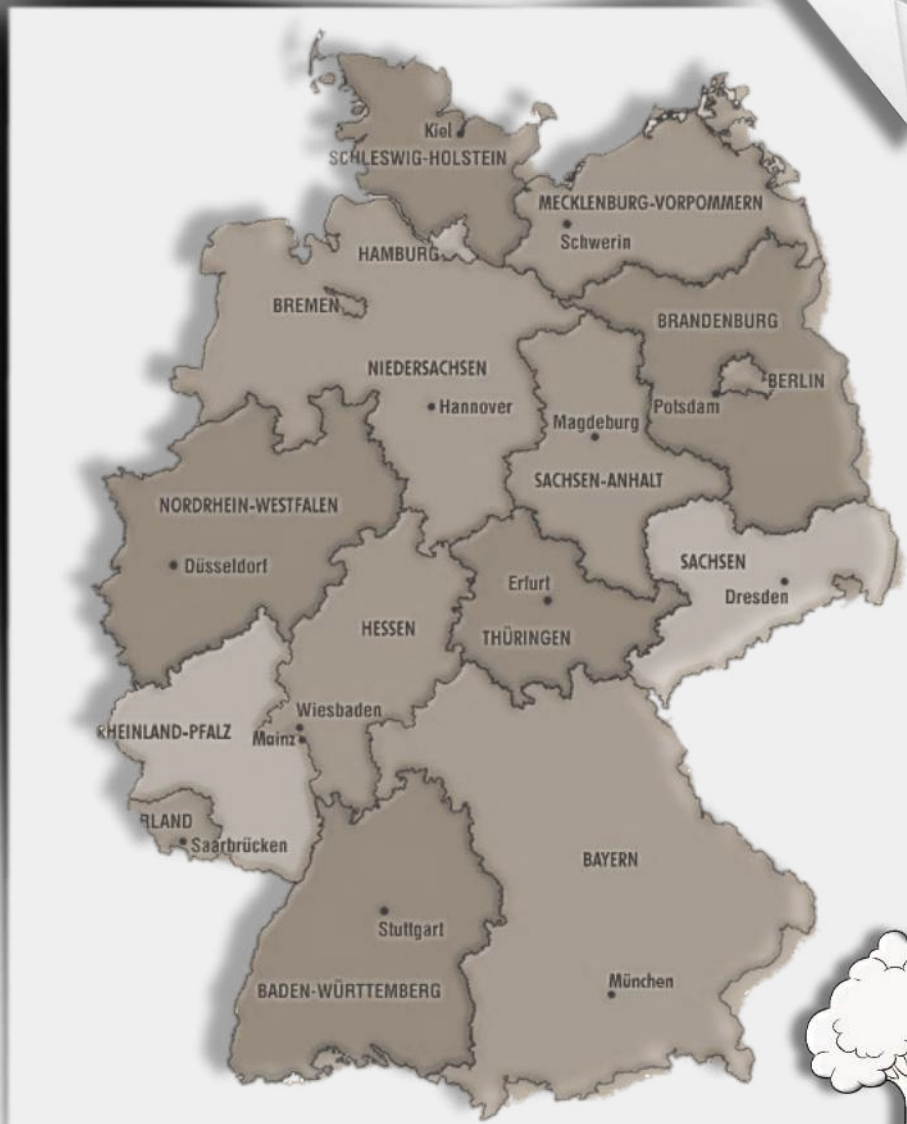 Kiel
SCHLESWIG-HOLSTEIN
MECKLENBURG-VORPOMMERN
Schwerin
HAMBURG
BREMEN
BRANDENBURG
NIEDERSACHSEN
BERLIN
Hannover
Potsdam
Magdeburg
SACHSEN-ANHALT
NORDRHEIN-WESTFALEN
Düsseldorf
SACHSEN
Erfurt
Dresden
HESSEN
THÜRINGEN
Wiesbaden
RHEINLAND-PFALZ
Mainz
RLAND
Saarbrücken
BAYERN
Stuttgart
München
BADEN-WÜRTTEMBERG